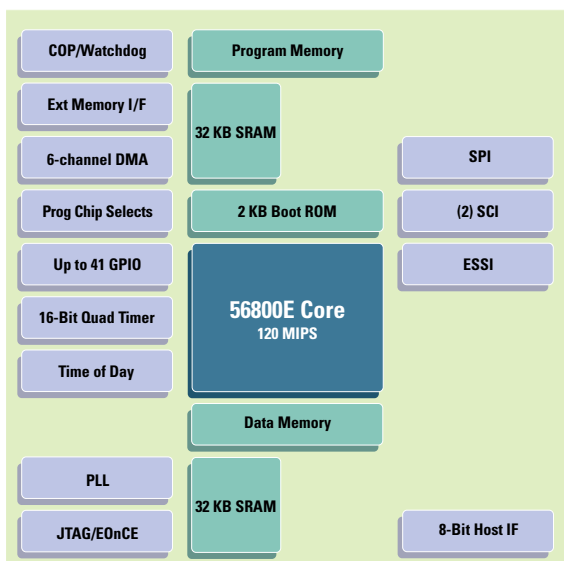 COP/Watchdog
Ext Memory I/F
6-channel DMA
Prog Chip Selects
Up to 41 GPIO
16-Bit Quad Timer
Time of Day
PLL
JTAG/EOnCE
Program Memory
32 KB SRAM
2 KB Boot ROM
56800E Core
120 MIPS
Data Memory
32 KB SRAM
SPI
(2) SCI
ESSI
8-Bit Host IF